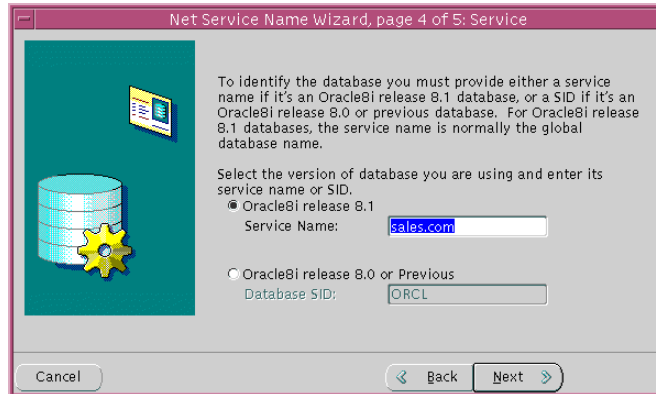 Net Service Name Wizard, page 4 of 5: Service
To identify the database you must provide either a service
name if it's an Oracle8i release 8.1 database, or a SID if it's an
Oracle8i release 8.0 or previous database. For Oracle8i release
8.1 databases, the service name is normally the global
database name.
Select the version of database you are using and enter its
service name or SID.
Oracle8i release 8.1
Service Name: sales.com
Oracle8i release 8.0 or Previous
Database SID: ORCL
Cancel Back Next